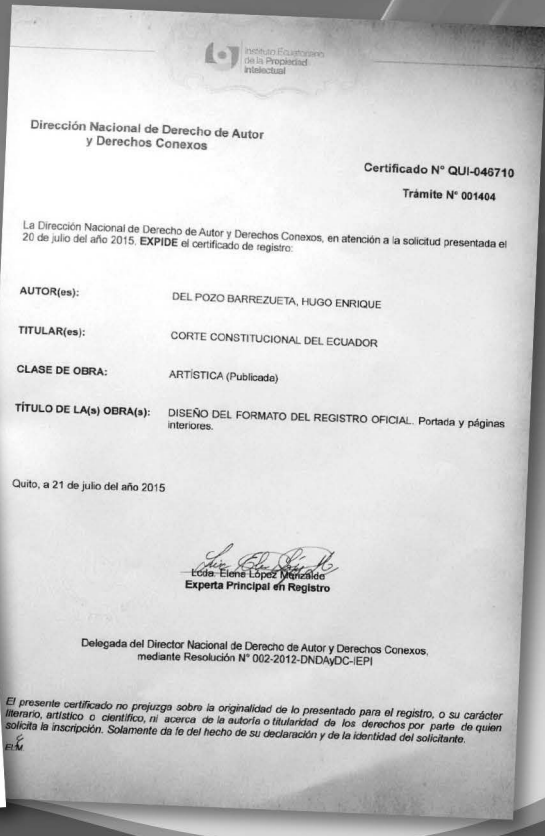 Instituto Ecuatoriano
de la Propiedad
Intelectual
Dirección Nacional de Derecho de Autor
y Derechos Conexos
Certificado N° QUI-046710
Trámite N° 001404
La Dirección Nacional de Derecho de Autor y Derechos Conexos, en atención a la solicitud presentada el
20 de julio del año 2015, EXPIDE el certificado de registro:
AUTOR(es): DEL POZO BARREZUETA, HUGO ENRIQUE
TITULAR(es): CORTE CONSTITUCIONAL DEL ECUADOR
CLASE DE OBRA: ARTÍSTICA (Publicada)
TÍTULO DE LA(s) OBRA(s): DISEÑO DEL FORMATO DEL REGISTRO OFICIAL. Portada y páginas
interiores.
Quito, a 21 de julio del año 2015
Lcda. Elena López Manzalde
Experta Principal en Registro
Delegada del Director Nacional de Derecho de Autor y Derechos Conexos,
mediante Resolución N° 002-2012-DNDAyDC-IEPI
El presente certificado no prejuzga sobre la originalidad de lo presentado para el registro, o su carácter
literario, artístico o científico, ni acerca de la autoría o titularidad de los derechos por parte de quien
solicita la inscripción. Solamente da fe del hecho de su declaración y de la identidad del solicitante.